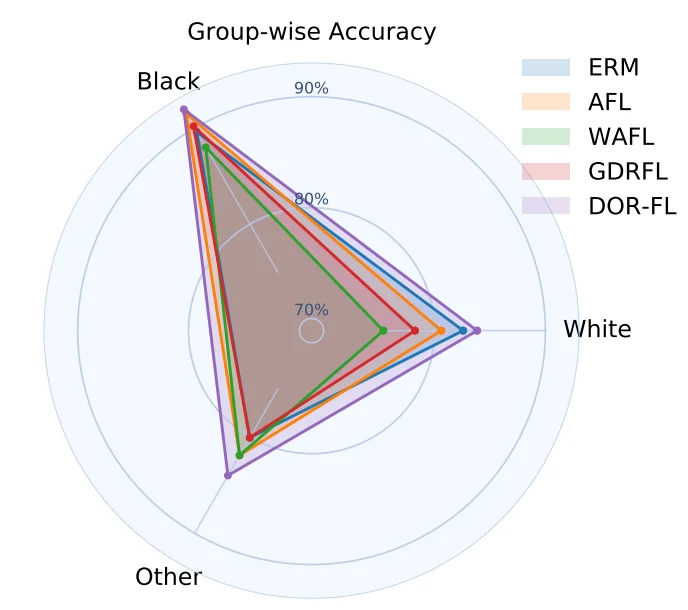 Group-wise Accuracy
Black
90%
80%
70%
White
Other
ERM
AFL
WAFL
GDRFL
DOR-FL